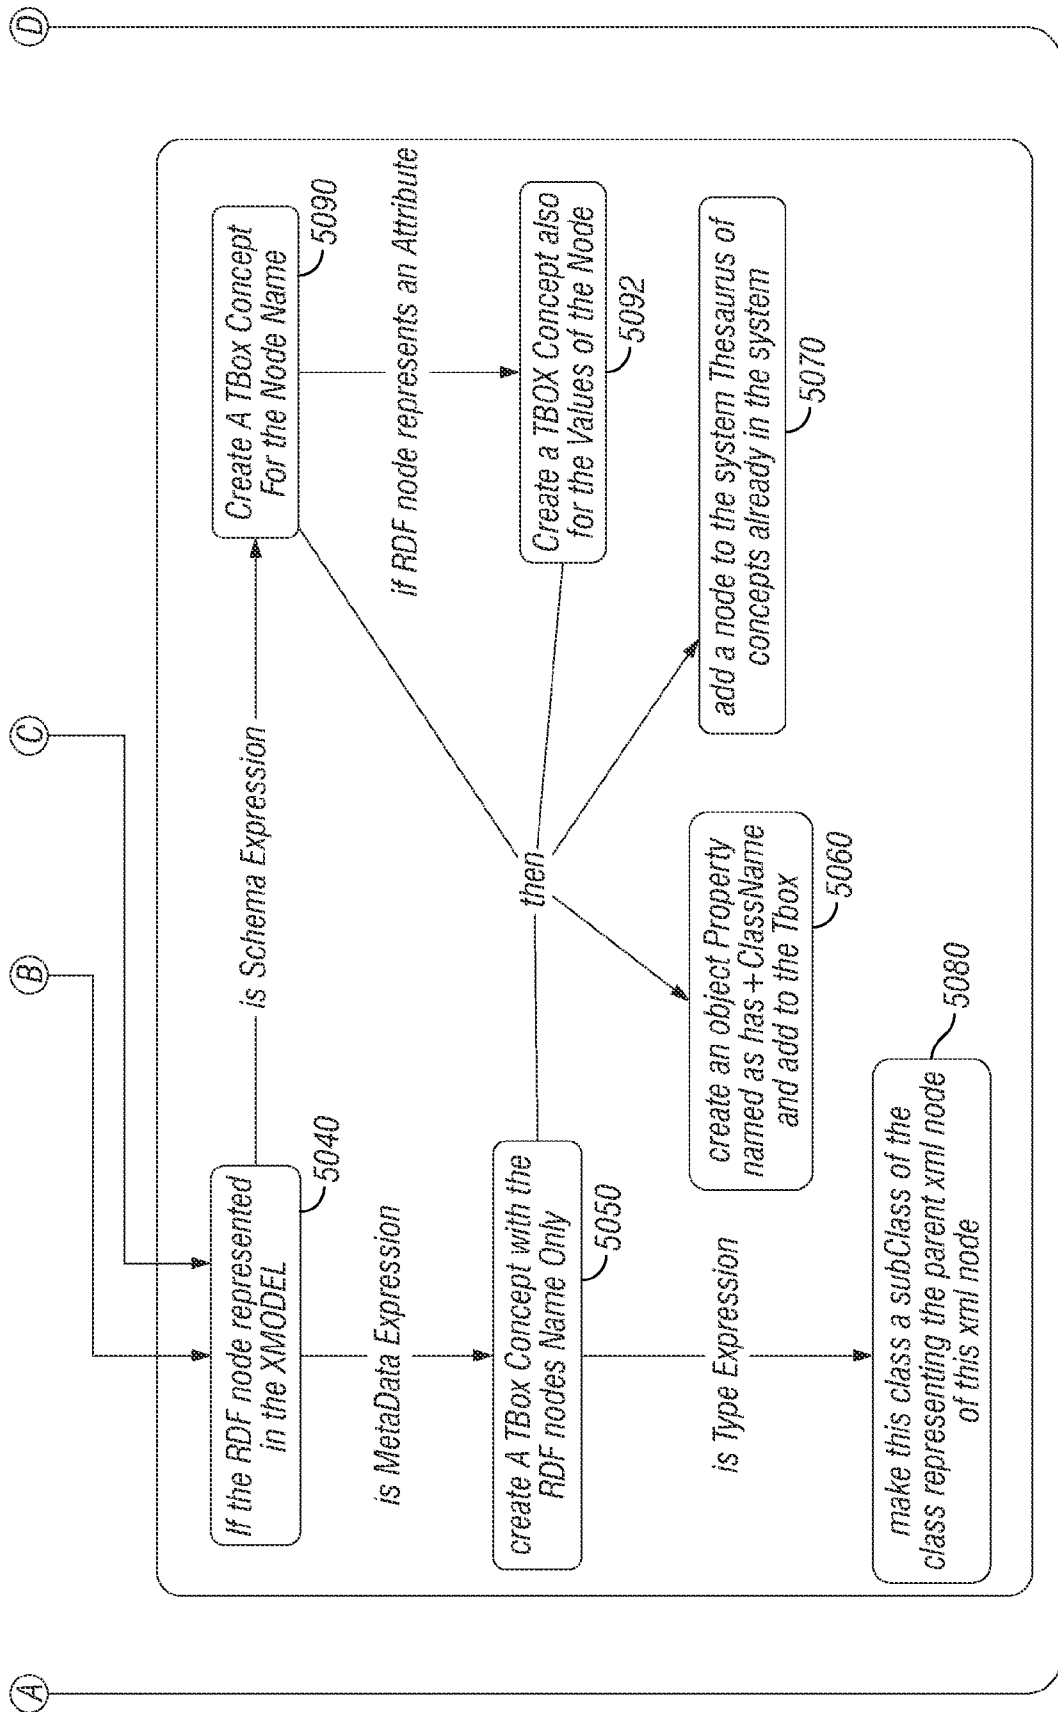 A
B
C
D
If the RDF node represented
in the XMODEL
5040
is Schema Expression
Create A TBox Concept
For the Node Name
5090
is MetaData Expression
if RDF node represents an Attribute
create A TBox Concept with the
RDF nodes Name Only
5050
then
Create a TBOX Concept also
for the Values of the Node
5092
is Type Expression
create an object Property
named as has+ClassName
and add to the Tbox
5060
add a node to the system Thesaurus of
concepts already in the system
5070
make this class a subClass of the
class representing the parent xml node
of this xml node
5080